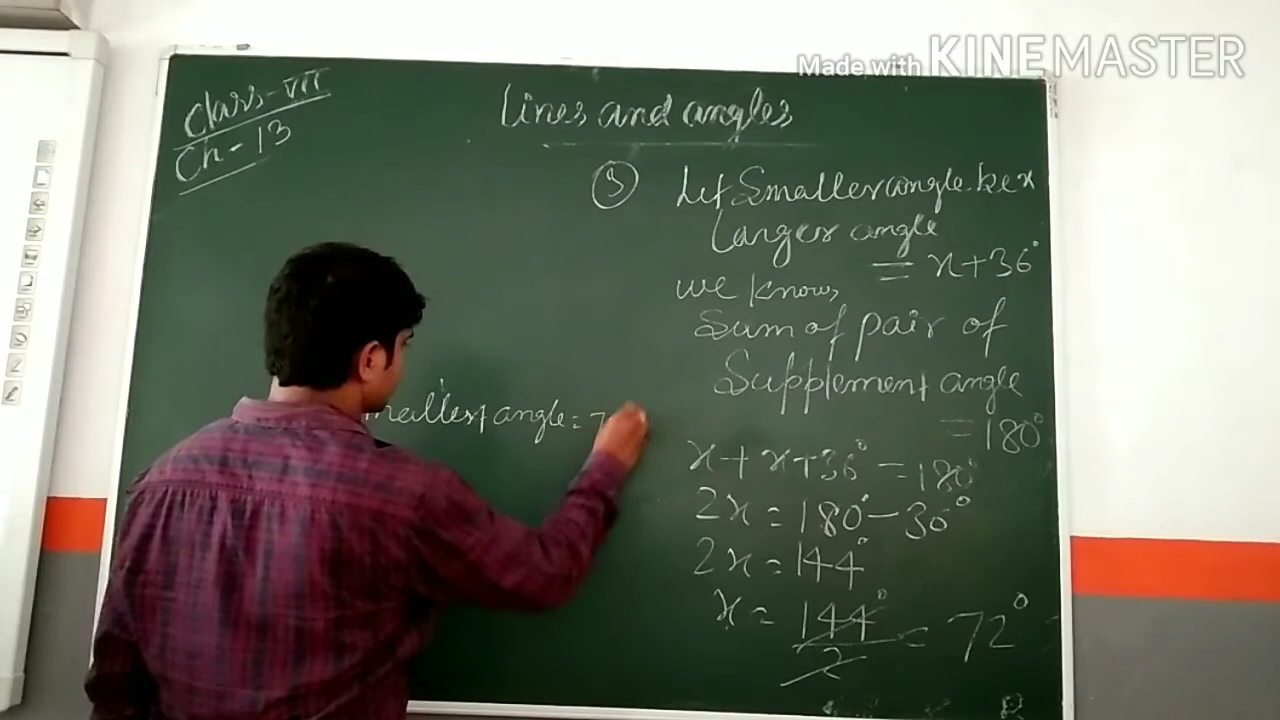 Made with KINEMASTER
Class-VII
Ch-13
Lines and angles
3 Let Smaller angle be x
Larger angle
= x+36°
we know,
Sum of pair of
Supplement angle
= 180°
x+x+36° = 180°
2x = 180° - 36°
2x = 144°
x = 144°/2 = 72°
mallest angle = 7